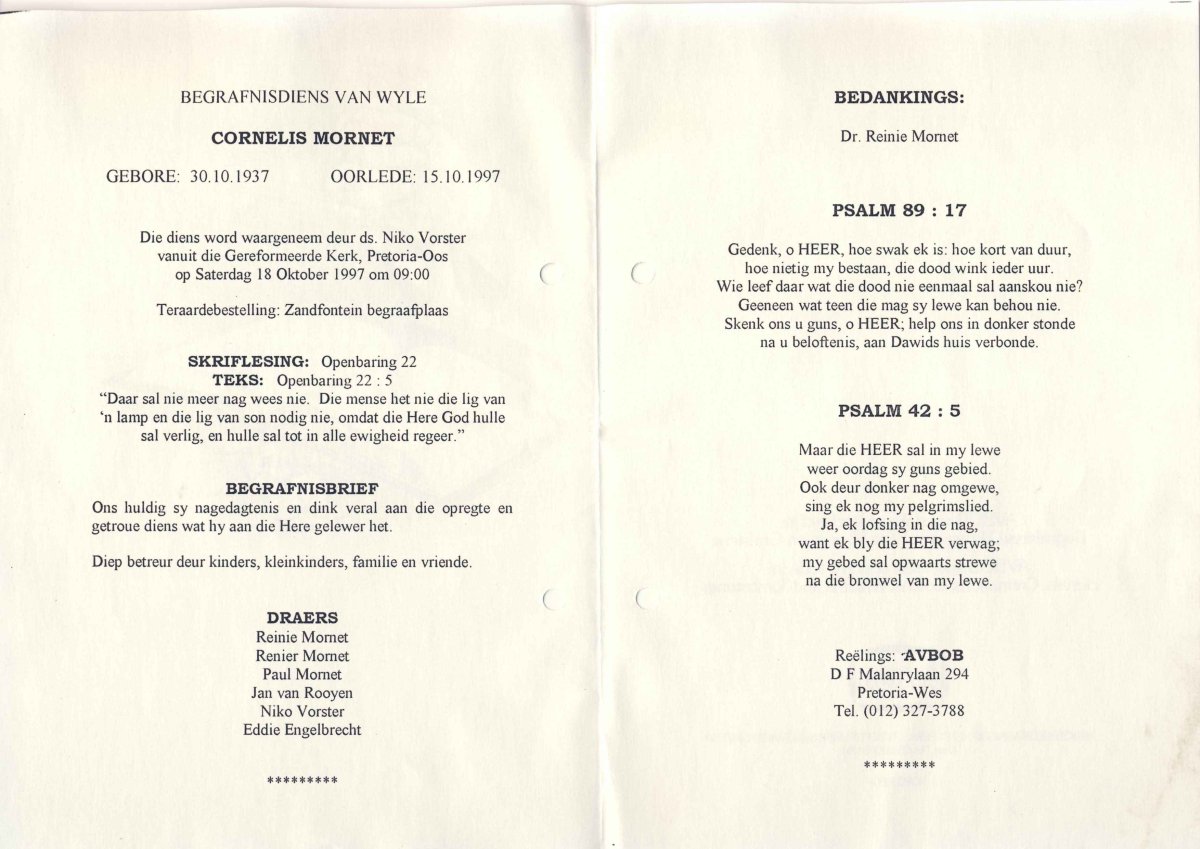 BEGRAFNISDIENS VAN WYLE
CORNELIS MORNET
GEBORE: 30.10.1937 OORLEDE: 15.10.1997
Die diens word waargeneem deur ds. Niko Vorster
vanuit die Gereformeerde Kerk, Pretoria-Oos
op Saterdag 18 Oktober 1997 om 09:00
Teraardebestelling: Zandfontein begraafplaas
SKRIFLESING: Openbaring 22
TEKS: Openbaring 22 : 5
“Daar sal nie meer nag wees nie. Die mense het nie die lig van
‘n lamp en die lig van son nodig nie, omdat die Here God hulle
sal verlig, en hulle sal tot in alle ewigheid regeer.”
BEGRAFNISBRIEF
Ons huldig sy nagedagtenis en dink veral aan die opregte en
getroue diens wat hy aan die Here gelewer het.
Diep betreur deur kinders, kleinkinders, familie en vriende.
DRAERS
Reinie Mornet
Renier Mornet
Paul Mornet
Jan van Rooyen
Niko Vorster
Eddie Engelbrecht
*********
BEDANKINGS:
Dr. Reinie Mornet
PSALM 89 : 17
Gedenk, o HEER, hoe swak ek is: hoe kort van duur,
hoe nietig my bestaan, die dood wink ieder uur.
Wie leef daar wat die dood nie eenmaal sal aanskou nie?
Geeneen wat teen die mag sy lewe kan behou nie.
Skenk ons u guns, o HEER; help ons in donker stonde
na u beloftenis, aan Dawids huis verbonde.
PSALM 42 : 5
Maar die HEER sal in my lewe
weer oordag sy guns gebied.
Ook deur donker nag omgewe,
sing ek nog my pelgrimslied.
Ja, ek lofsing in die nag,
want ek bly die HEER verwag;
my gebed sal opwaarts strewe
na die bronwel van my lewe.
Reëlings: AVBOB
D F Malanrylaan 294
Pretoria-Wes
Tel. (012) 327-3788
*********